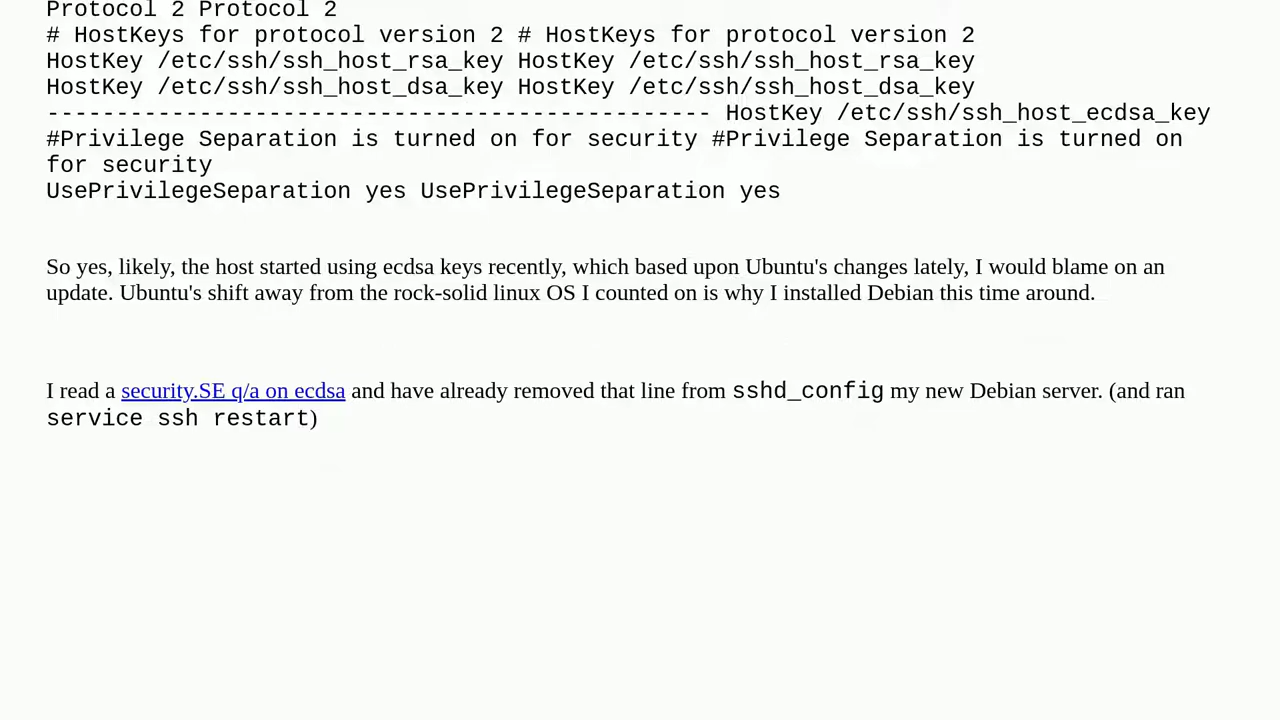 Protocol 2 Protocol 2
# HostKeys for protocol version 2 # HostKeys for protocol version 2
HostKey /etc/ssh/ssh_host_rsa_key HostKey /etc/ssh/ssh_host_rsa_key
HostKey /etc/ssh/ssh_host_dsa_key HostKey /etc/ssh/ssh_host_dsa_key
------------------------------------------------ HostKey /etc/ssh/ssh_host_ecdsa_key
#Privilege Separation is turned on for security #Privilege Separation is turned on
for security
UsePrivilegeSeparation yes UsePrivilegeSeparation yes
So yes, likely, the host started using ecdsa keys recently, which based upon Ubuntu's changes lately, I would blame on an
update. Ubuntu's shift away from the rock-solid linux OS I counted on is why I installed Debian this time around.
I read a security.SE q/a on ecdsa and have already removed that line from sshd_config my new Debian server. (and ran
service ssh restart)